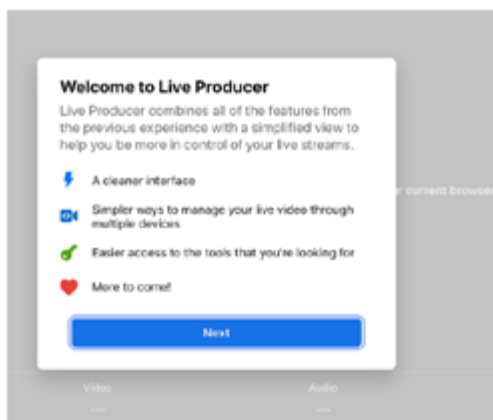 Welcome to Live Producer
Live Producer combines all of the features from
the previous experience with a simplified view to
help you be more in control of your live streams.
A cleaner interface
r current browser
Simpler ways to manage your live video through
multiple devices
Easier access to the tools that you're looking for
More to come!
Next
Video
Audio
---
---